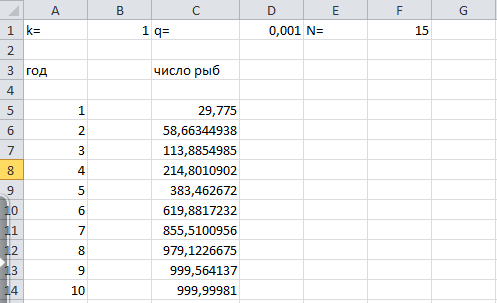 A B C D E F G
1 k= 1 q= 0,001 N= 15
2
3 год число рыб
4
5 1 29,775
6 2 58,66344938
7 3 113,8854985
8 4 214,8010902
9 5 383,462672
10 6 619,8817232
11 7 855,5100956
12 8 979,1226675
13 9 999,564137
14 10 999,99981